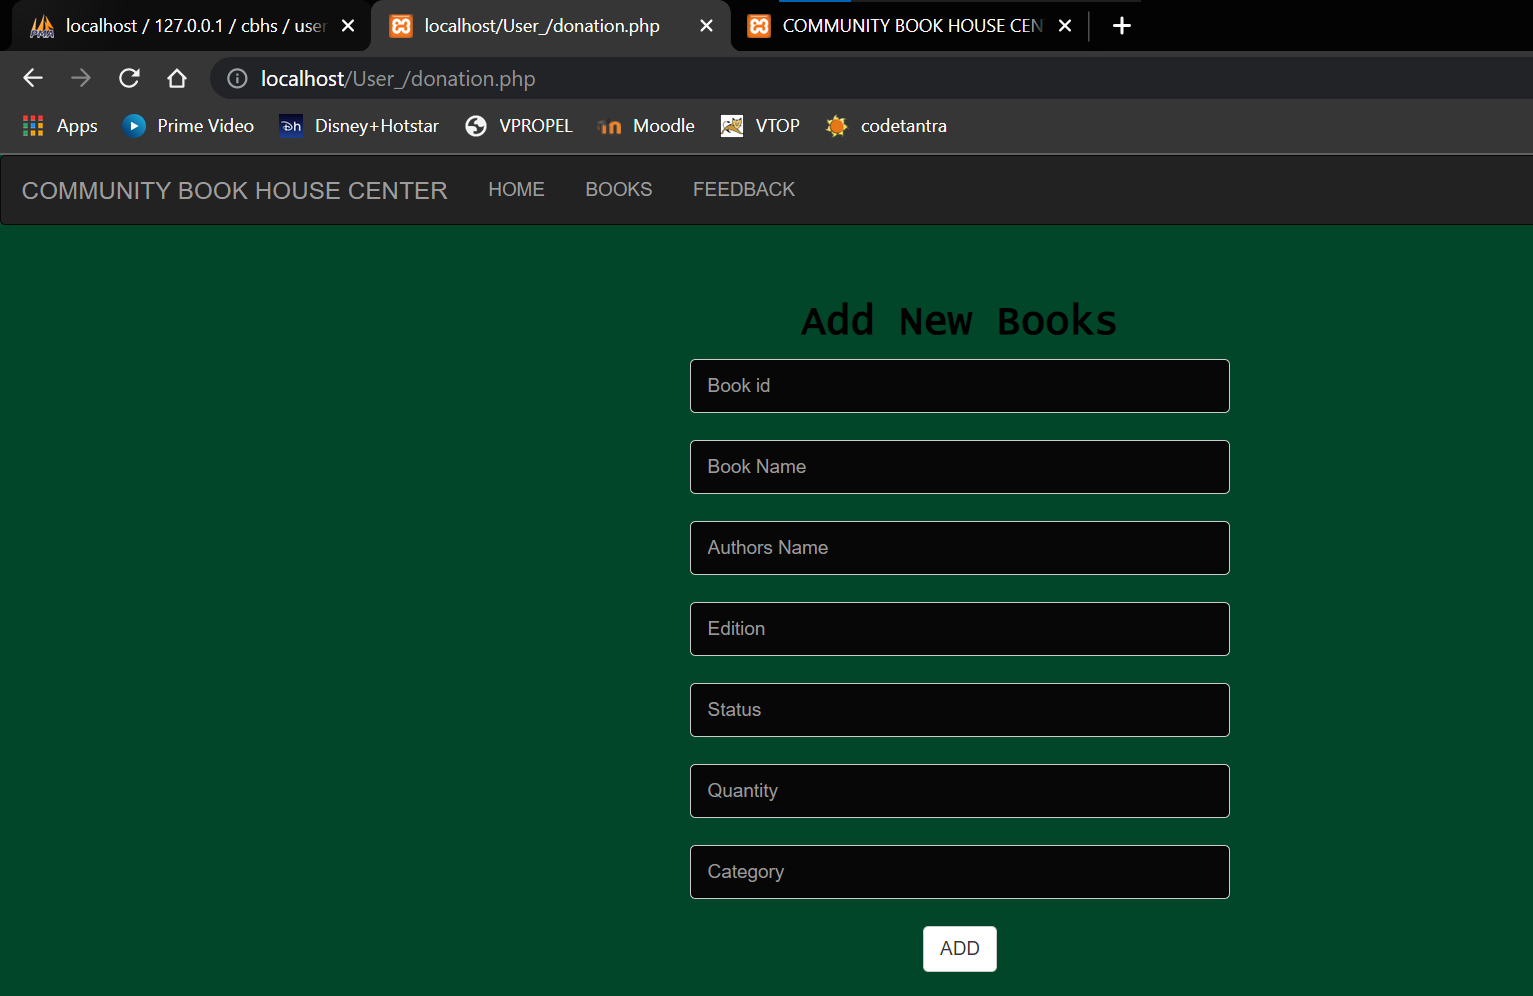 localhost / 127.0.0.1 / cbhs / user
localhost/User_/donation.php
COMMUNITY BOOK HOUSE CEN
localhost/User_/donation.php
Apps Prime Video Disney+Hotstar VPROPEL Moodle VTOP codetantra
COMMUNITY BOOK HOUSE CENTER HOME BOOKS FEEDBACK
Add New Books
Book id
Book Name
Authors Name
Edition
Status
Quantity
Category
ADD